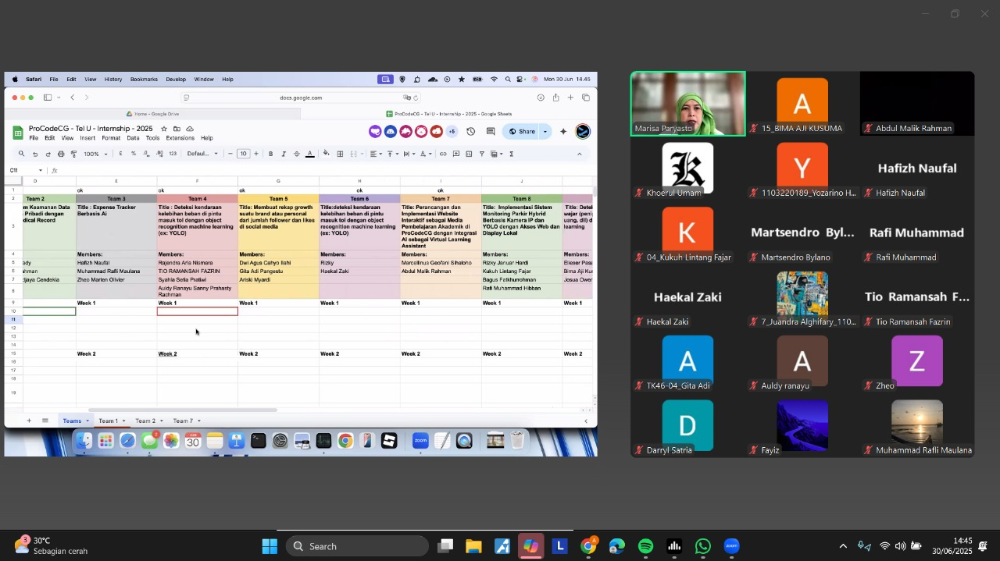 Safari File Edit View History Bookmarks Develop Window Help Mon 30 Jun 14.45
docs.google.com
Home - Google Drive
ProCodeCG - Tel U - Internship - 2025 - Google Sheets
ProCodeCG - Tel U - Internship - 2025
File Edit View Insert Format Data Tools Extensions Help
+5
Share
100% % .0 .00 123 Defaul... 10 B I A
C11 fx
D E F G H I J
1 ok ok ok ok ok
2 Team 2 Team 3 Team 4 Team 5 Team 6 Team 7 Team 8
3
m Keamanan Data
Pribadi dengan
dical Record
Title : Expense Tracker
Berbasis Ai
Title : Deteksi kendaraan
kelebihan beban di pintu
masuk tol dengan object
recognition machine learning
(ex: YOLO)
Title: Membuat rekap growth
suatu brand atau personal
dari jumlah follower dan likes
di social media
Title:deteksi kendaraan
kelebihan beban di pintu
masuk tol dengan object
recognition machine learning
(ex: YOLO)
Title: Perancangan dan
Implementasi Website
Interaktif sebagai Media
Pembelajaran Akademik di
ProCodeCG dengan Integrasi
AI sebagai Virtual Learning
Assistant
Title: Implementasi Sistem
Monitoring Parkir Hybrid
Berbasis Kamera IP dan
YOLO dengan Akses Web dan
Display Lokal
Title: Detel
wajar (peni
uang, dll) d
learning
4 Members: Members: Members: Members: Members: Members: Members:
5 ady Hafizh Naufal Rajendra Aris Nismara Dwi Agus Cahyo Ilahi Rizky Marcellinus Geofani Sihaloho Rizky Januar Hardi Elieser Pasa
6 hman Muhammad Rafli Maulana TIO RAMANSAH FAZRIN Gita Adi Pangestu Haekal Zaki Abdul Malik Rahman Kukuh Lintang Fajar Bima Aji Kus
7 djaya Cendekia Zheo Marlen Olivier Syahla Setia Pratiwi Ariski Myardi Bagus Fatkhurrohman Josua Ower
8 Auldy Ranayu Sanny Prahasty
Rachman
Rafi Muhammad Hibban
9 Week 1 Week 1 Week 1 Week 1 Week 1 Week 1 Week 1
10
11
12
13
14
15 Week 2 Week 2 Week 2 Week 2 Week 2 Week 2 Week 2
16
17
18
19
Teams Team 1 Team 2 Team 7
2
JUN
30
zoom
Marisa Paryasto
A
15_BIMA AJI KUSUMA
Abdul Malik Rahman
K
Khoerul Umam
Y
1103220189_Yozarino H...
Hafizh Naufal
Hafizh Naufal
K
04_Kukuh Lintang Fajar
Martsendro Byl...
Martsendro Bylano
Rafi Muhammad
Rafi Muhammad
Haekal Zaki
Haekal Zaki
7_Juandra Alghifary_110...
Tio Ramansah F...
Tio Ramansah Fazrin
A
TK46-04_Gita Adi
A
Auldy ranayu
Z
Zheo
D
Darryl Satria
Fayiz
Muhammad Rafli Maulana
3
30°C
Sebagian cerah
Search
L
A
zoom
14:45
30/06/2025